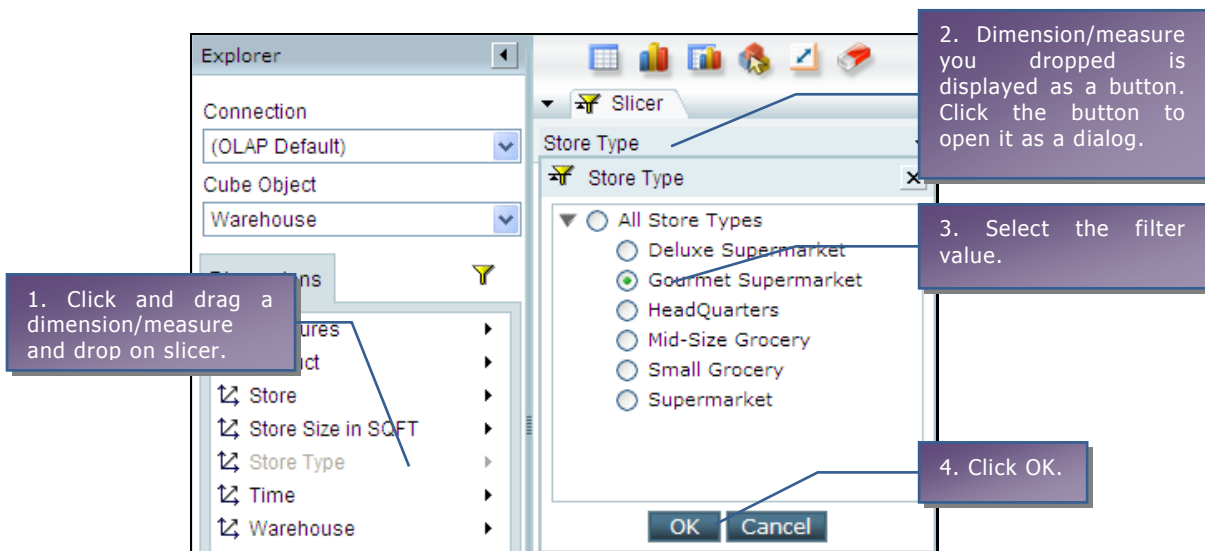 Explorer
Connection
(OLAP Default)
Cube Object
Warehouse
Store
Store Size in SQFT
Store Type
Time
Warehouse
1. Click and drag a
dimension/measure
and drop on slicer.
Slicer
Store Type
Store Type
All Store Types
Deluxe Supermarket
Gourmet Supermarket
HeadQuarters
Mid-Size Grocery
Small Grocery
Supermarket
OK Cancel
2. Dimension/measure
you dropped is
displayed as a button.
Click the button to
open it as a dialog.
3. Select the filter
value.
4. Click OK.